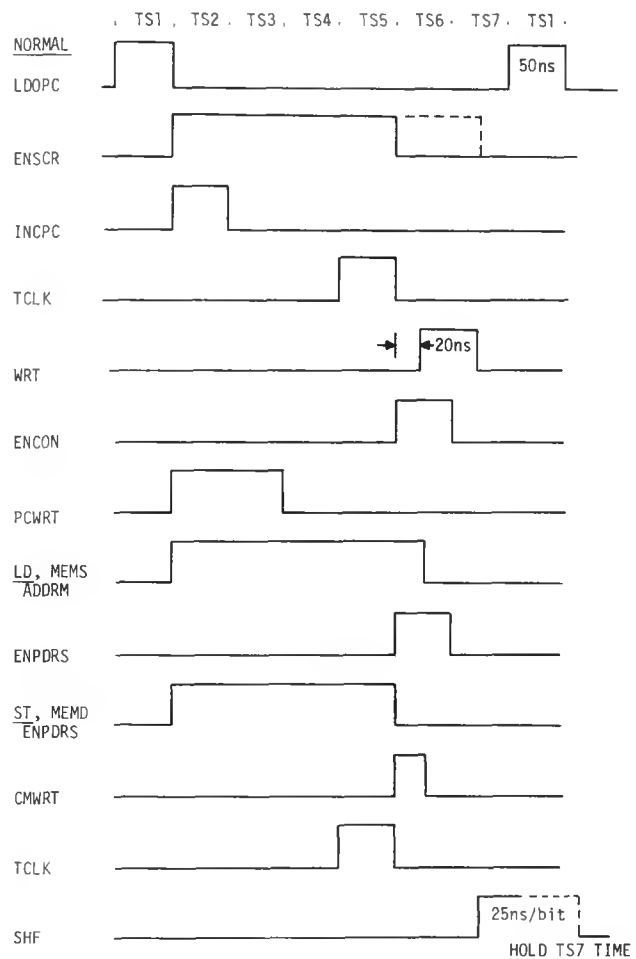 TS1 TS2 TS3 TS4 TS5 TS6 TS7 TS1
NORMAL
LDOPC
50ns
ENSCR
INCPC
TCLK
20ns
WRT
ENCON
PCWRT
LD, MEMS
ADDRM
ENPDRS
ST, MEMD
ENPDRS
CMWRT
TCLK
25ns/bit
SHF
HOLD TS7 TIME